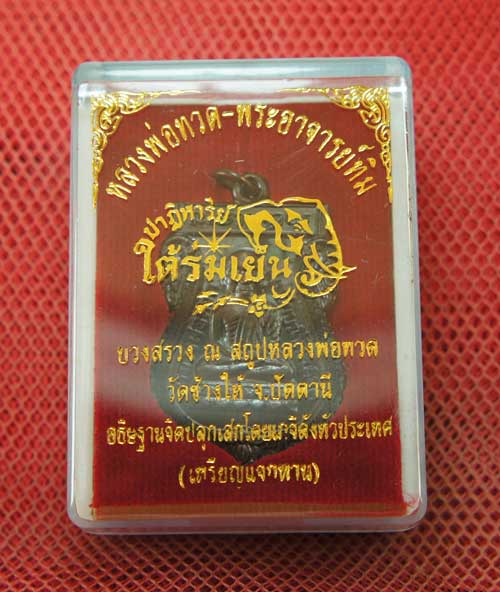 หลวงพ่อทวด-พระอาจารย์ทิม
ปาฏิหาริย์
ใต้ร่มเย็น
บวงสรวง ณ สถูปหลวงพ่อทวด
วัดช้างให้ จ.ปัตตานี
อธิษฐานจิตปลุกเสกโดยเกจิดังทั่วประเทศ
(เหรียญแจกทาน)